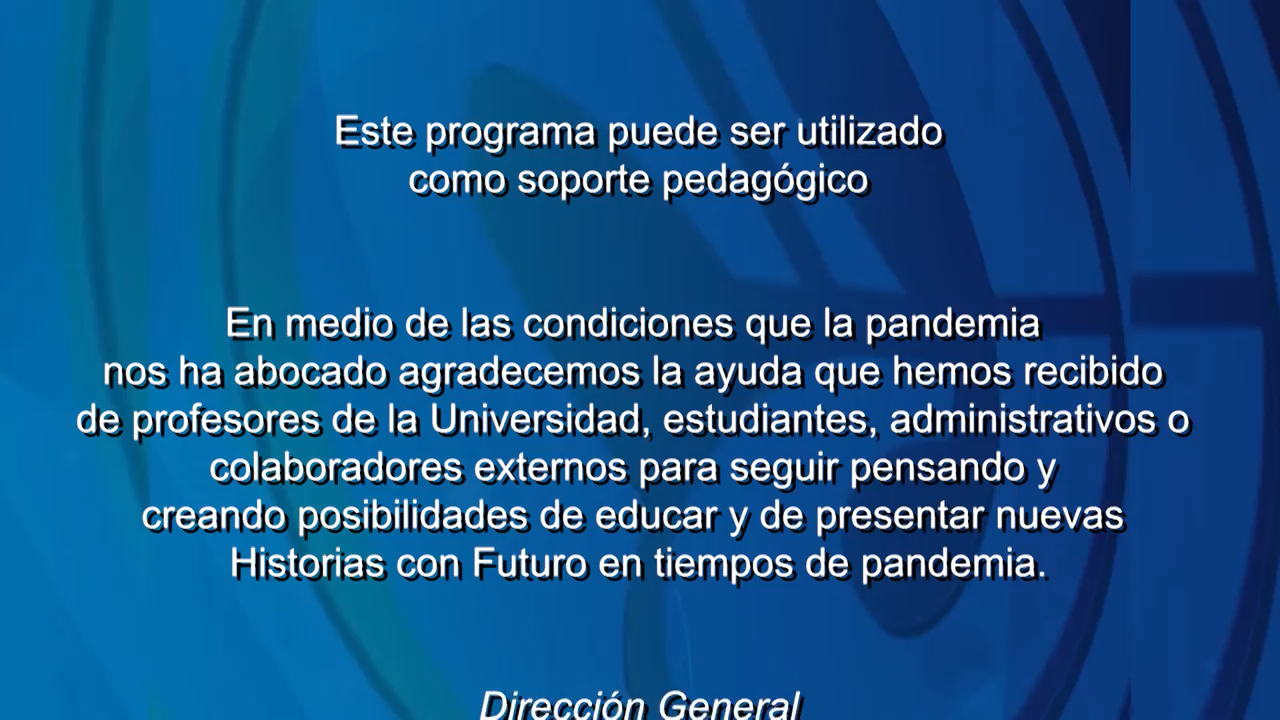 Este programa puede ser utilizado
como soporte pedagógico
En medio de las condiciones que la pandemia
nos ha abocado agradecemos la ayuda que hemos recibido
de profesores de la Universidad, estudiantes, administrativos o
colaboradores externos para seguir pensando y
creando posibilidades de educar y de presentar nuevas
Historias con Futuro en tiempos de pandemia.
Dirección General